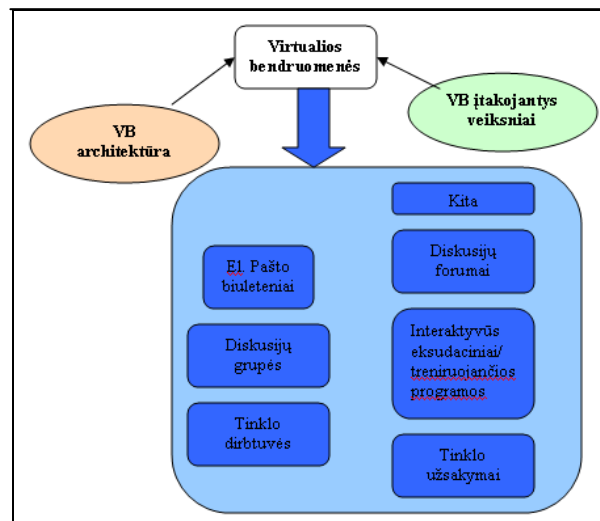 Virtualios
bendruomenės
VB
architektūra
VB įtakojantys
veiksniai
Kita
El. Pašto
biuleteniai
Diskusijų
forumai
Diskusijų
grupės
Interaktyvūs
eksudaciniai/
treniruojančios
programos
Tinklo
dirbtuvės
Tinklo
užsakymai